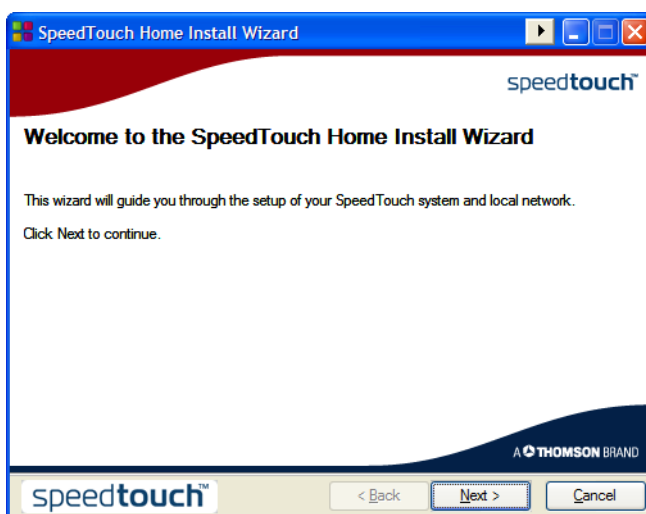 SpeedTouch Home Install Wizard
speedtouch™
Welcome to the SpeedTouch Home Install Wizard
This wizard will guide you through the setup of your SpeedTouch system and local network.
Click Next to continue.
A THOMSON BRAND
speedtouch™
< Back
Next >
Cancel